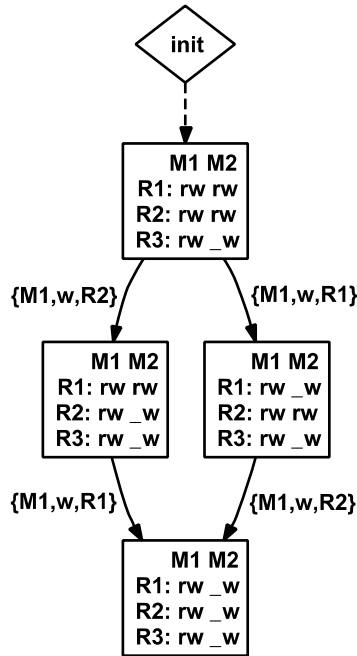 init
M1 M2
R1: rw rw
R2: rw rw
R3: rw _w
{M1,w,R2}
{M1,w,R1}
M1 M2
R1: rw rw
R2: rw _w
R3: rw _w
M1 M2
R1: rw _w
R2: rw rw
R3: rw _w
{M1,w,R1}
{M1,w,R2}
M1 M2
R1: rw _w
R2: rw _w
R3: rw _w